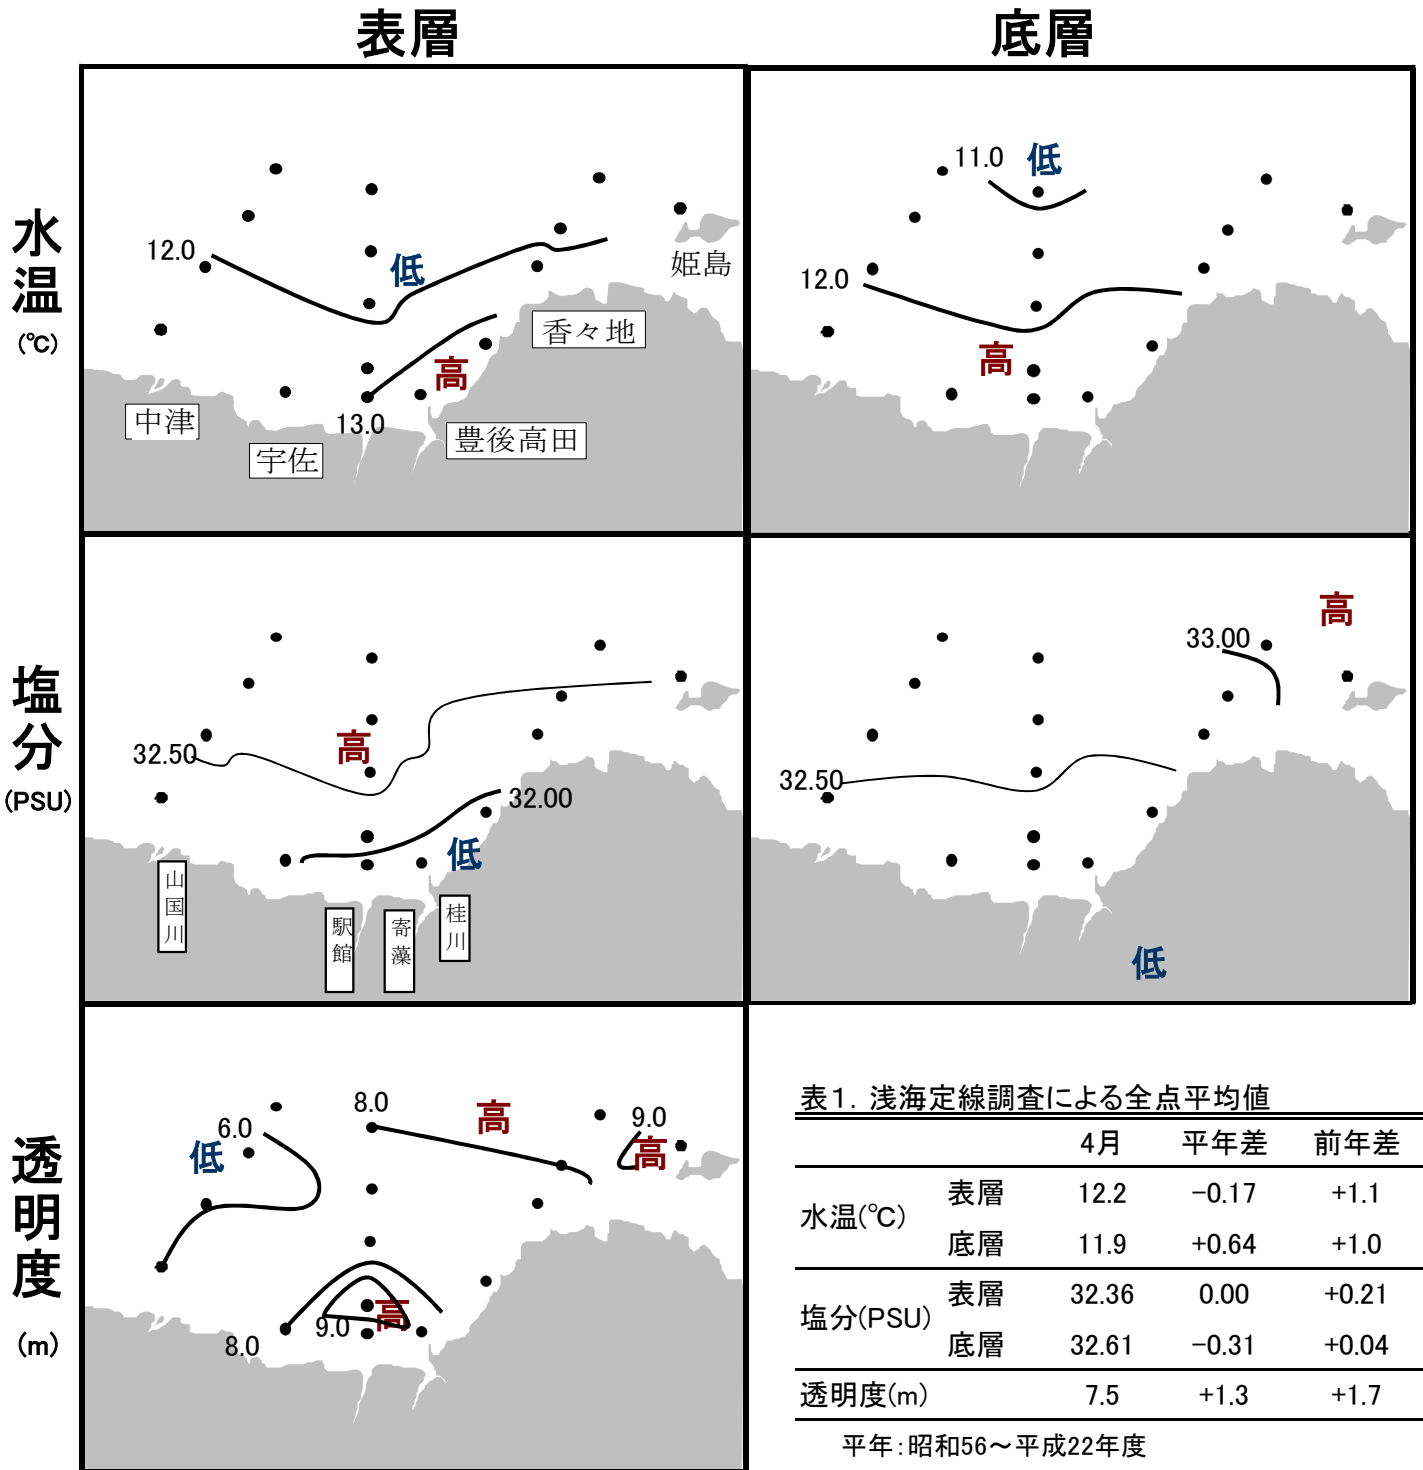 表層
底層
水温
(℃)
12.0
低
13.0
高
姫島
香々地
中津
宇佐
豊後高田
11.0
低
12.0
高
塩分
(PSU)
32.50
高
32.00
低
山国川
駅館
寄藻
桂川
33.00
高
32.50
低
透明度
(m)
6.0
低
8.0
高
9.0
高
8.0
9.0
高
表1．浅海定線調査による全点平均値
4月 平年差 前年差
水温(℃) 表層 12.2 -0.17 +1.1
底層 11.9 +0.64 +1.0
塩分(PSU) 表層 32.36 0.00 +0.21
底層 32.61 -0.31 +0.04
透明度(m) 7.5 +1.3 +1.7
平年:昭和56～平成22年度